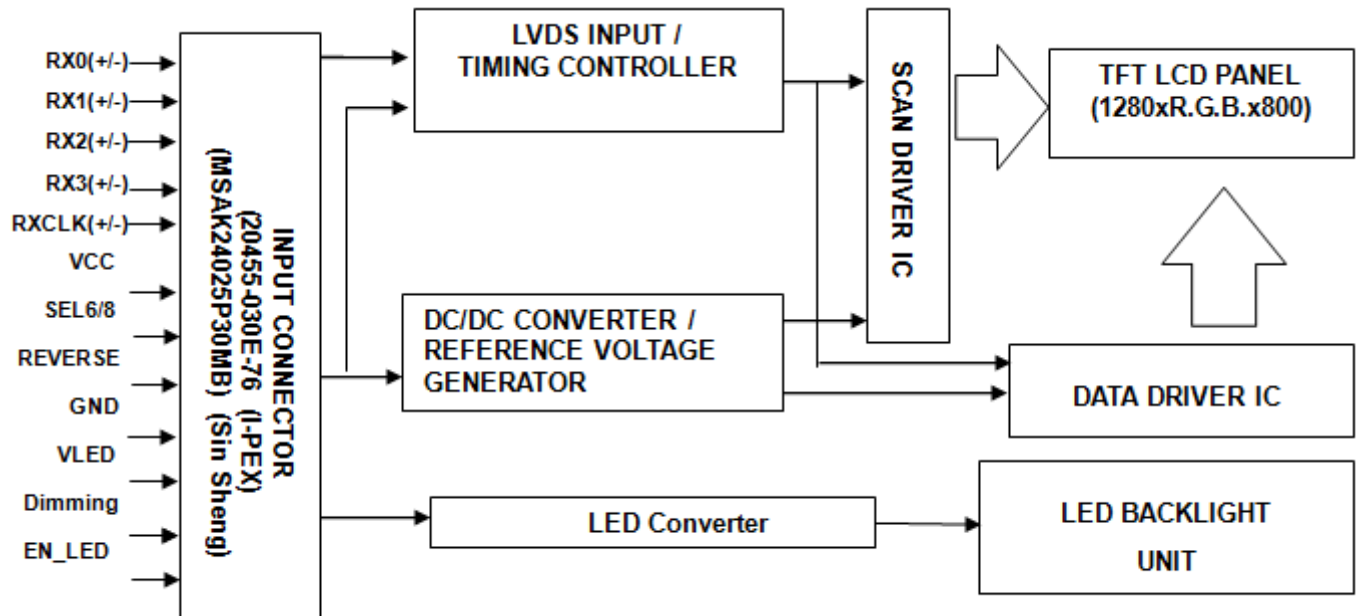 RX0(+/-)
RX1(+/-)
RX2(+/-)
RX3(+/-)
RXCLK(+/-)
VCC
SEL6/8
REVERSE
GND
VLED
Dimming
EN_LED
INPUT CONNECTOR
(20455-030E-76 (I-PEX)
(MSAK24025P30MB) (Sin Sheng)
LVDS INPUT /
TIMING CONTROLLER
DC/DC CONVERTER /
REFERENCE VOLTAGE
GENERATOR
LED Converter
SCAN DRIVER IC
TFT LCD PANEL
(1280xR.G.B.x800)
DATA DRIVER IC
LED BACKLIGHT
UNIT